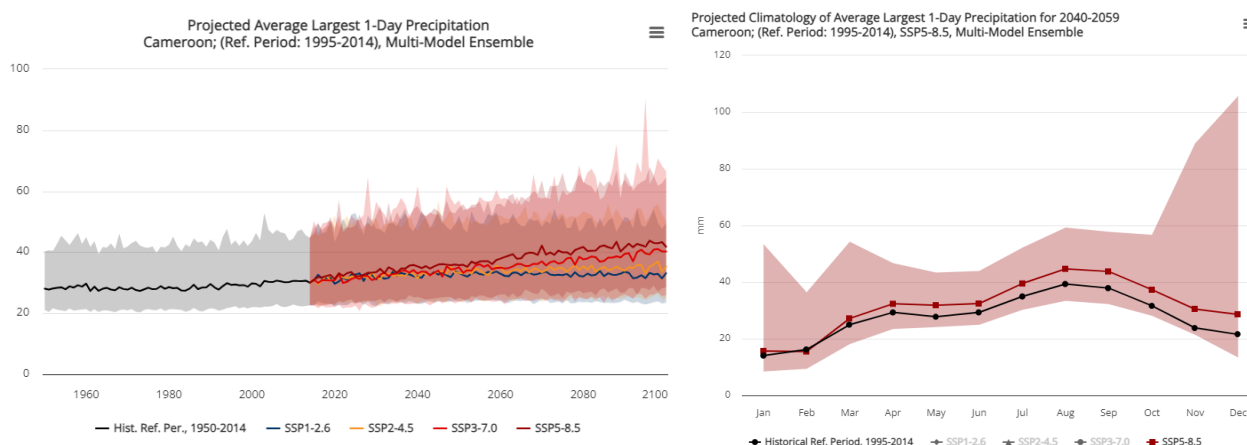 Projected Average Largest 1-Day Precipitation
Cameroon; (Ref. Period: 1995-2014), Multi-Model Ensemble
100
80
60
40
20
0
1960
1980
2000
2020
2040
2060
2080
2100
Hist. Ref. Per., 1950-2014
SSP1-2.6
SSP2-4.5
SSP3-7.0
SSP5-8.5
Projected Climatology of Average Largest 1-Day Precipitation for 2040-2059
Cameroon; (Ref. Period: 1995-2014), SSP5-8.5, Multi-Model Ensemble
120
100
80
60
40
20
0
mm
Jan
Feb
Mar
Apr
May
Jun
Jul
Aug
Sep
Oct
Nov
Dec
Historical Ref. Period, 1995-2014
SSP1-2.6
SSP2-4.5
SSP3-7.0
SSP5-8.5